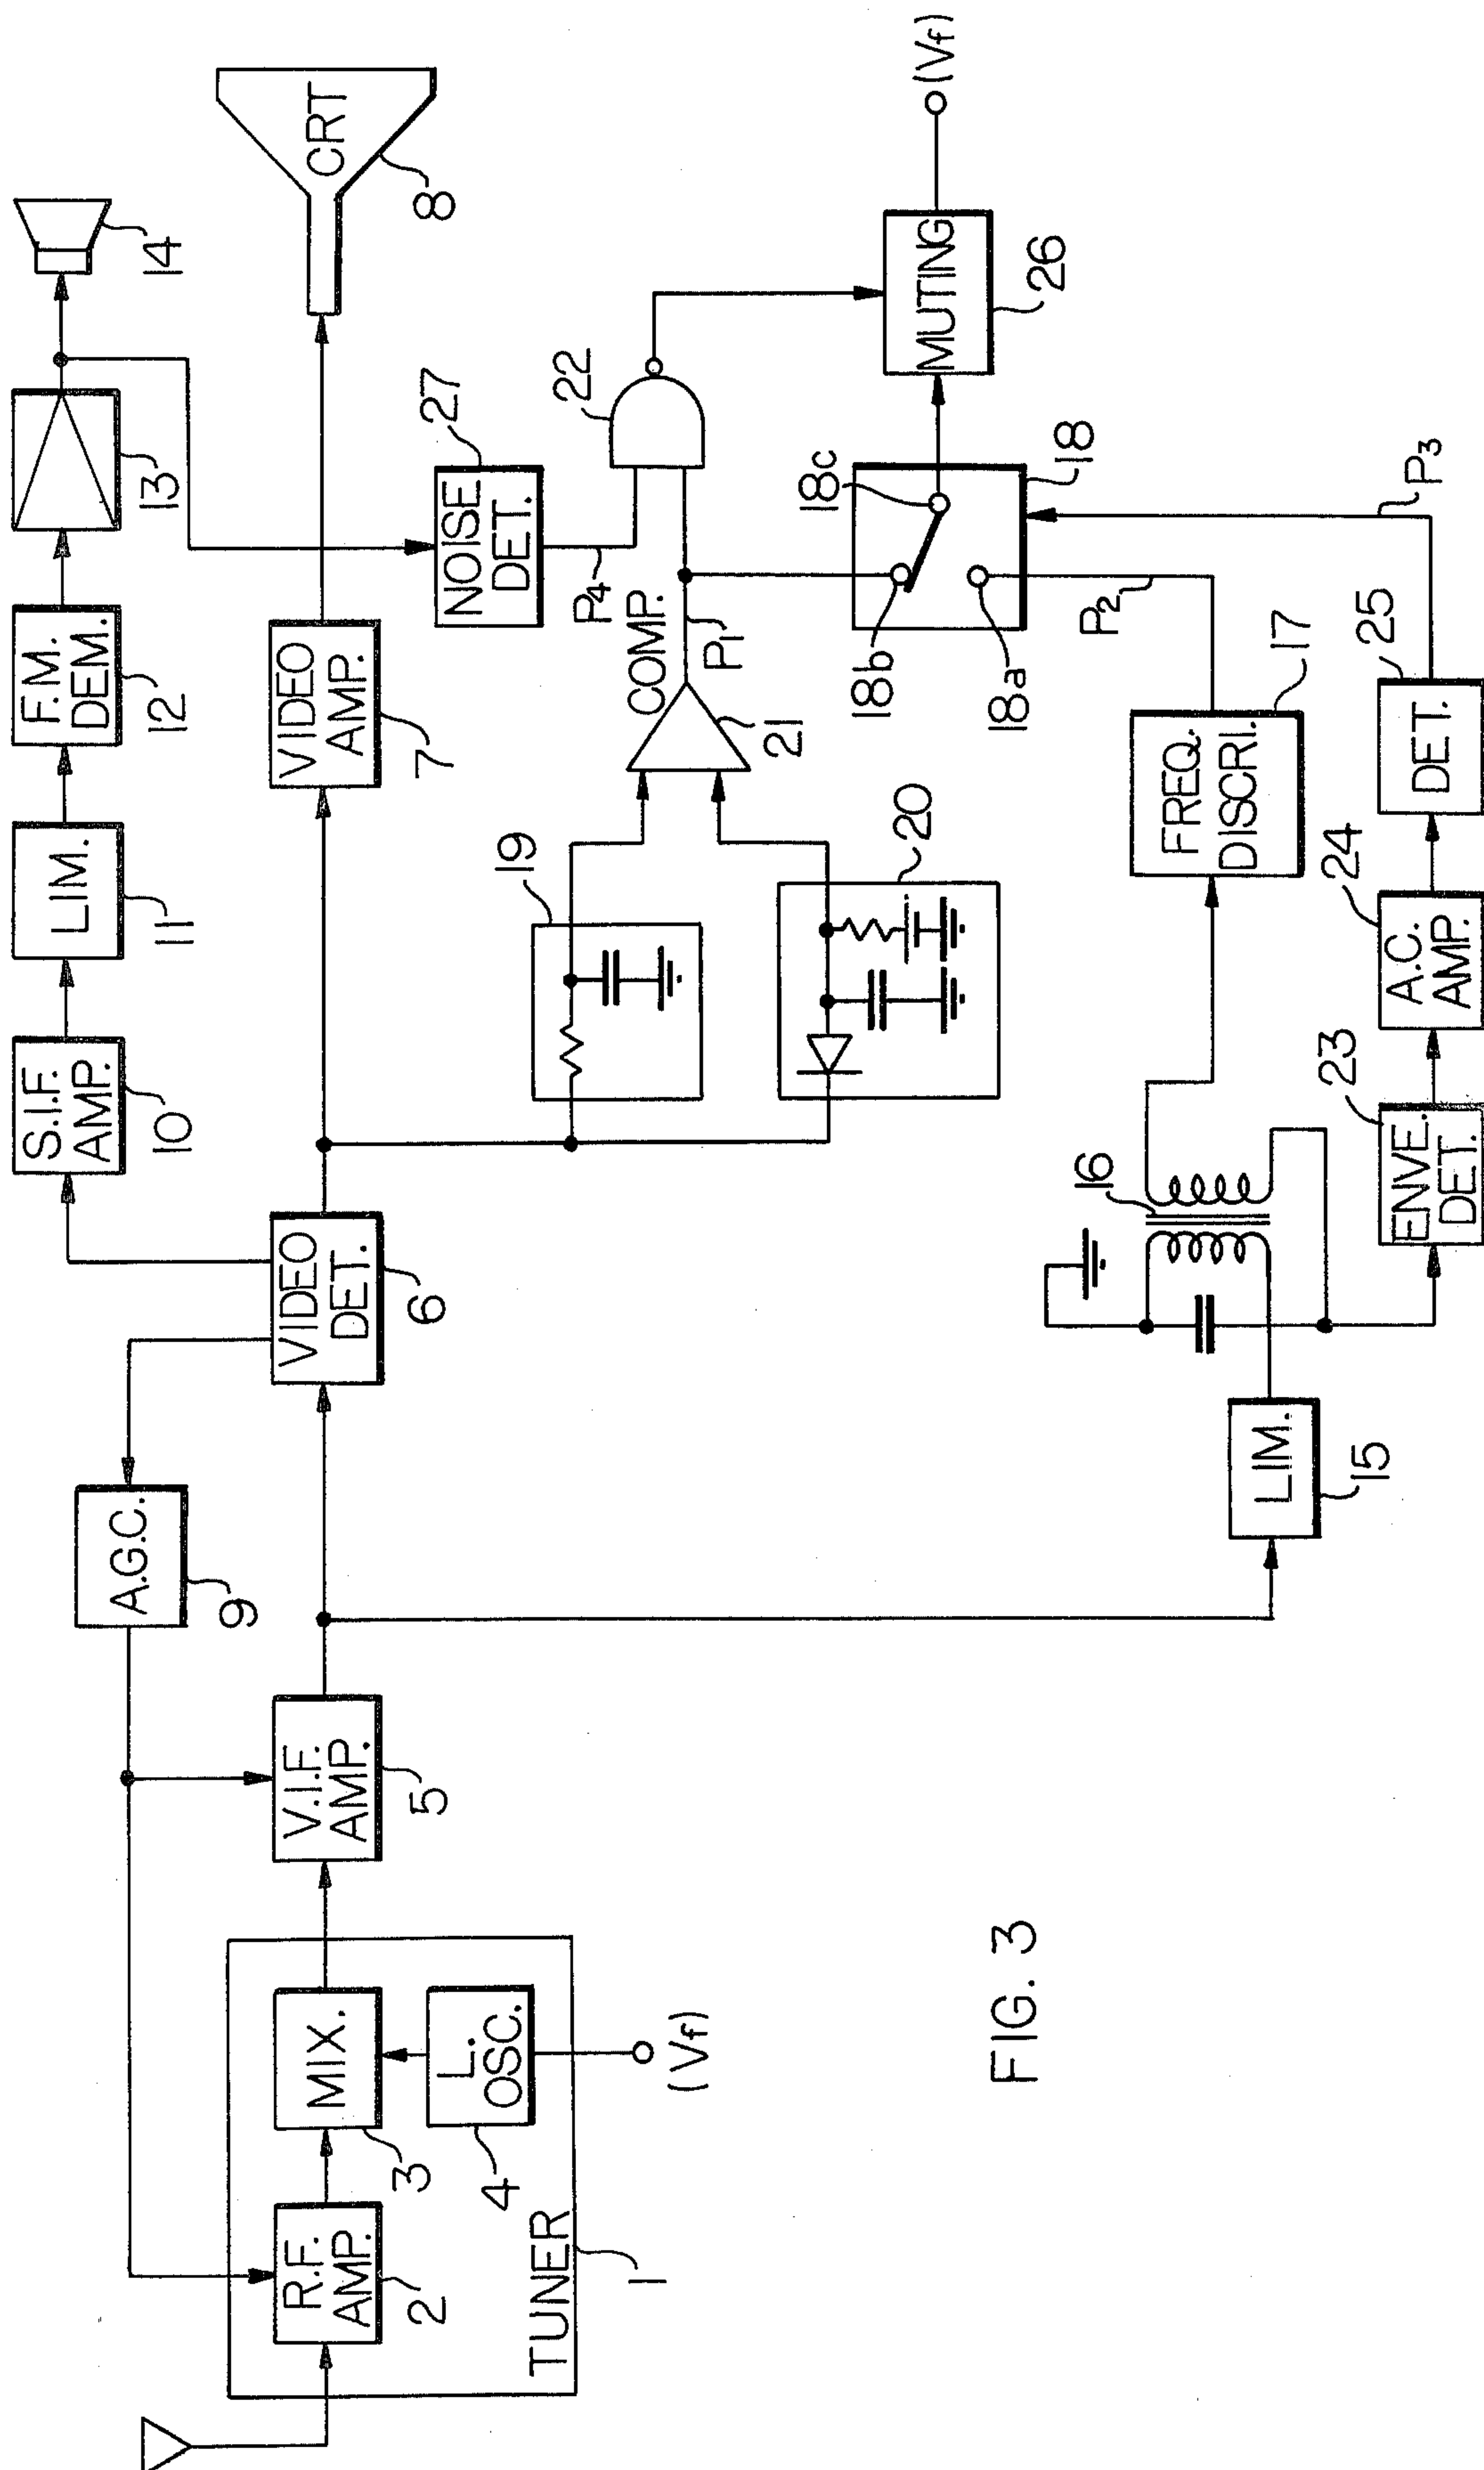 14
CRT
8
13
F.M.
DEM.
12
LIM.
11
S.I.F.
AMP.
10
VIDEO
AMP.
7
NOISE
DET.
27
P4
22
MUTING
26
(Vf)
COMP.
P1
21
18c
18b
18a
18
P2
P3
19
20
FREQ.
DISCRI.
17
DET.
25
A.C.
AMP.
24
ENVE.
DET.
23
16
VIDEO
DET.
6
A.G.C.
9
LIM.
15
V.I.F.
AMP.
5
MIX.
3
L.
OSC.
4
(Vf)
R.F.
AMP.
2
TUNER
1
FIG. 3